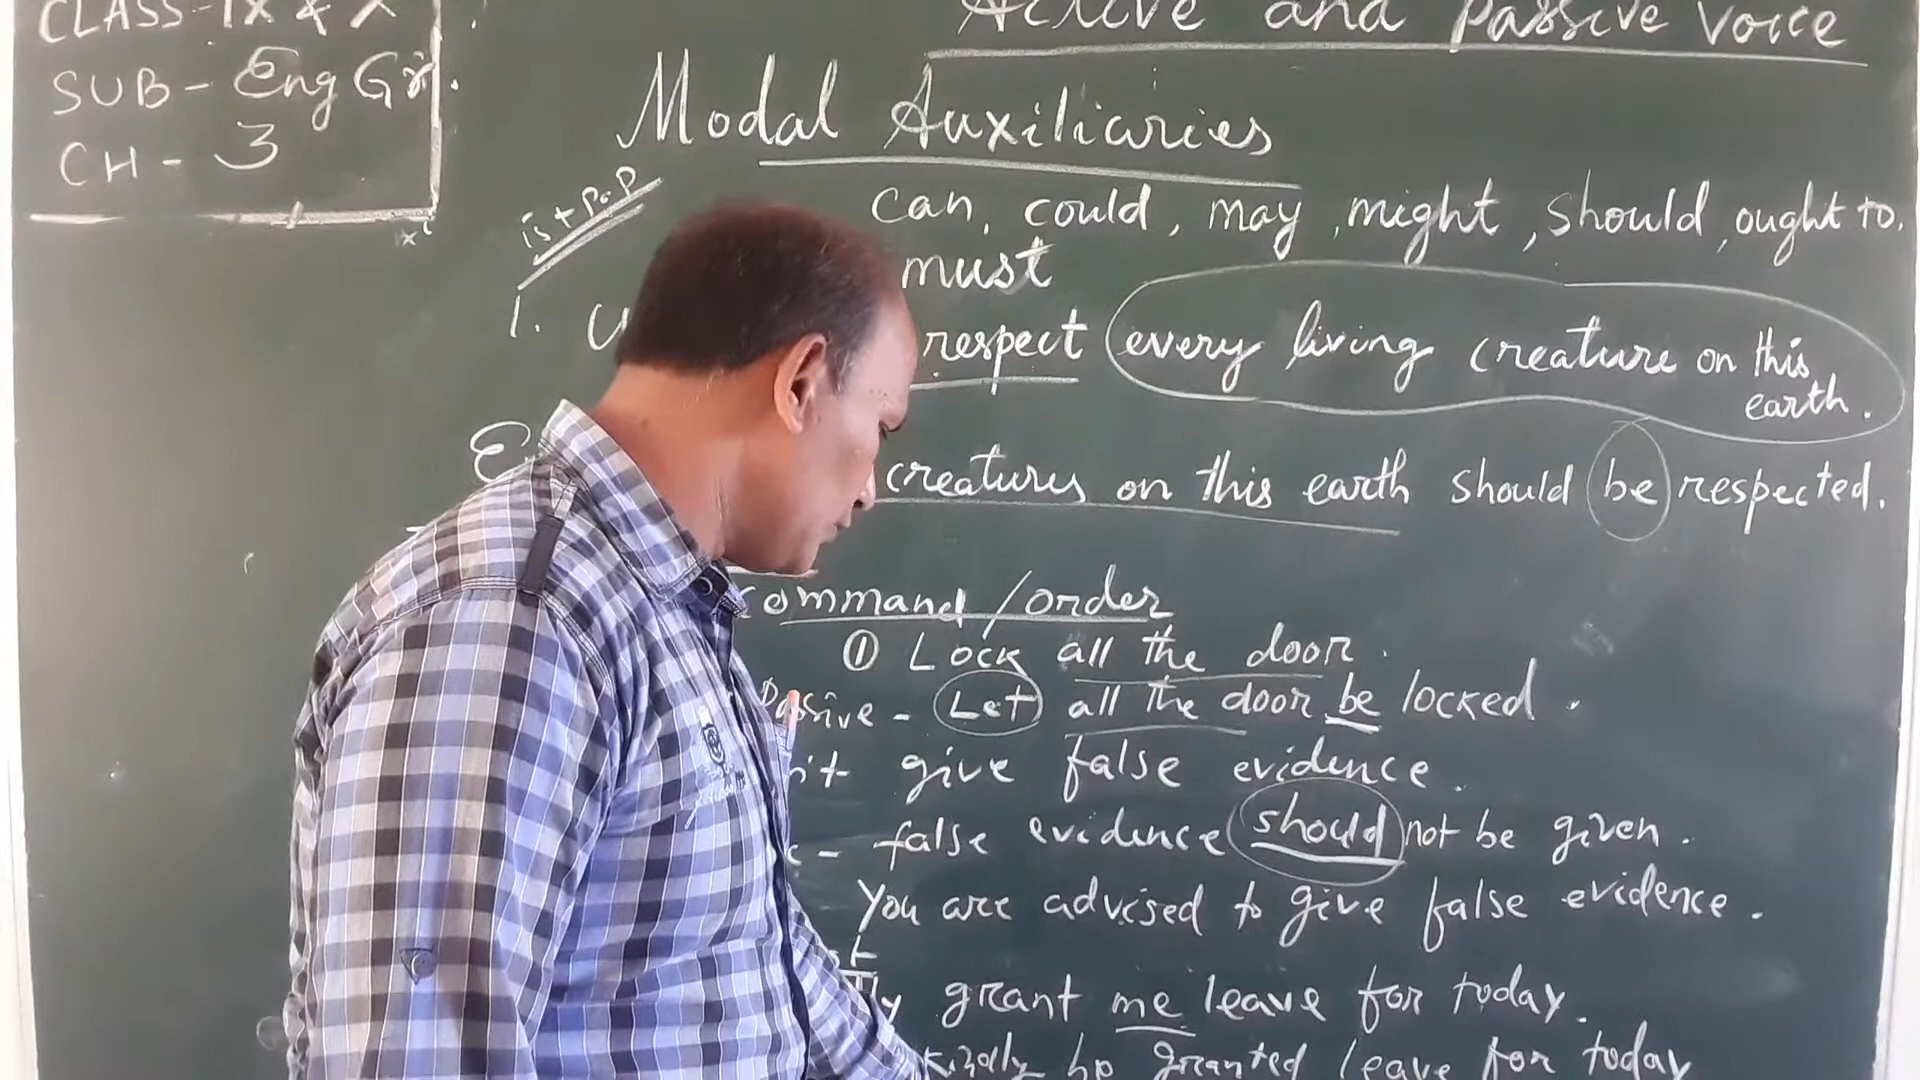 CLASS-IX & X
SUB- Eng Gr.
CH- 3
Active and Passive Voice
Modal Auxiliaries
is + P.P
can, could, may, might, should, ought to,
must
1. respect every living creature on this
earth.
creatures on this earth should be respected.
command / order
① Lock all the door.
Passive - Let all the door be locked.
give false evidence.
- false evidence should not be given.
You are advised to give false evidence.
grant me leave for today.
kindly be granted leave for today